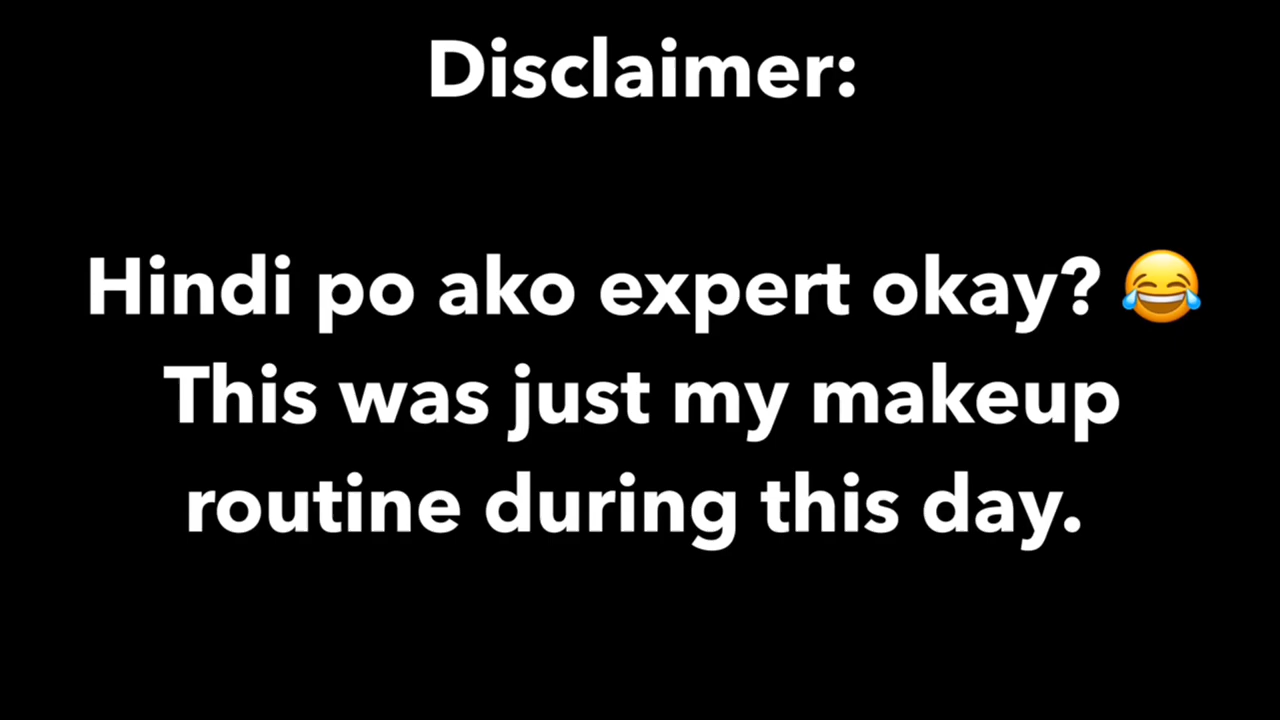 Disclaimer:
Hindi po ako expert okay? 😂
This was just my makeup
routine during this day.